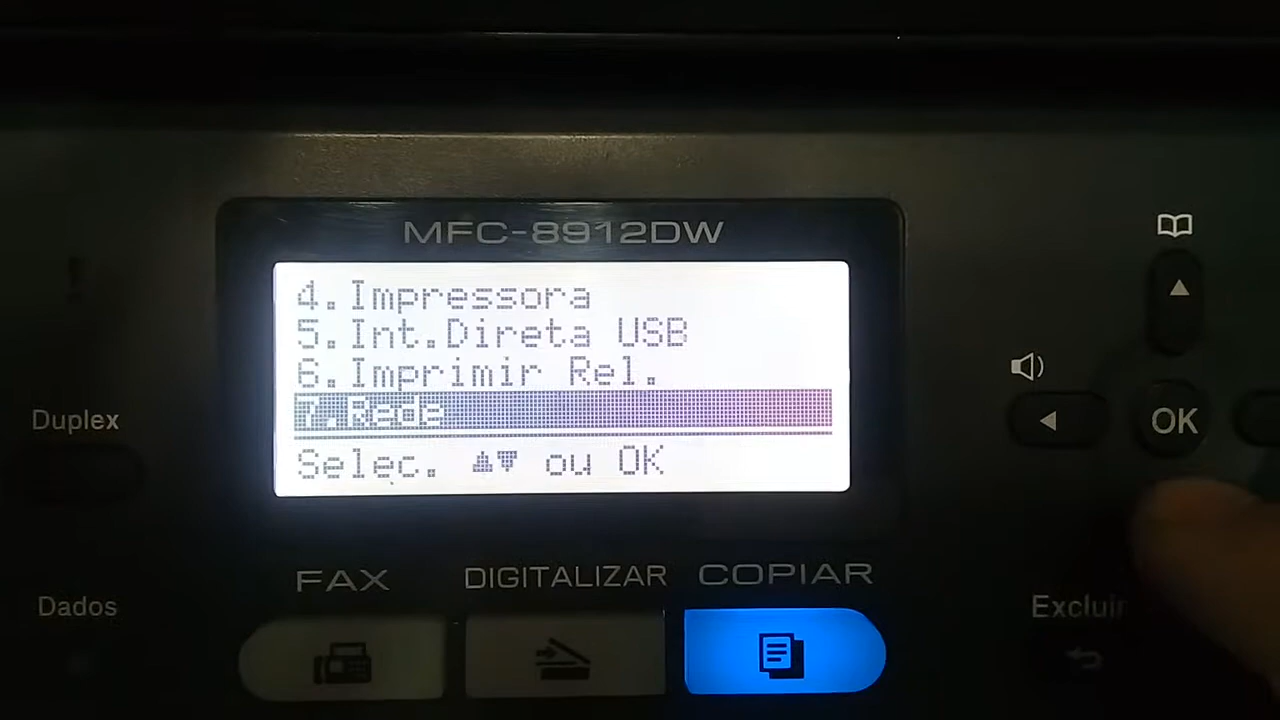 MFC-8912DW
4.Impressora
5.Int.Direta USB
6.Imprimir Rel.
7.Rede
Selec. ▲▼ ou OK
Duplex
OK
FAX
DIGITALIZAR
COPIAR
Dados
Excluir